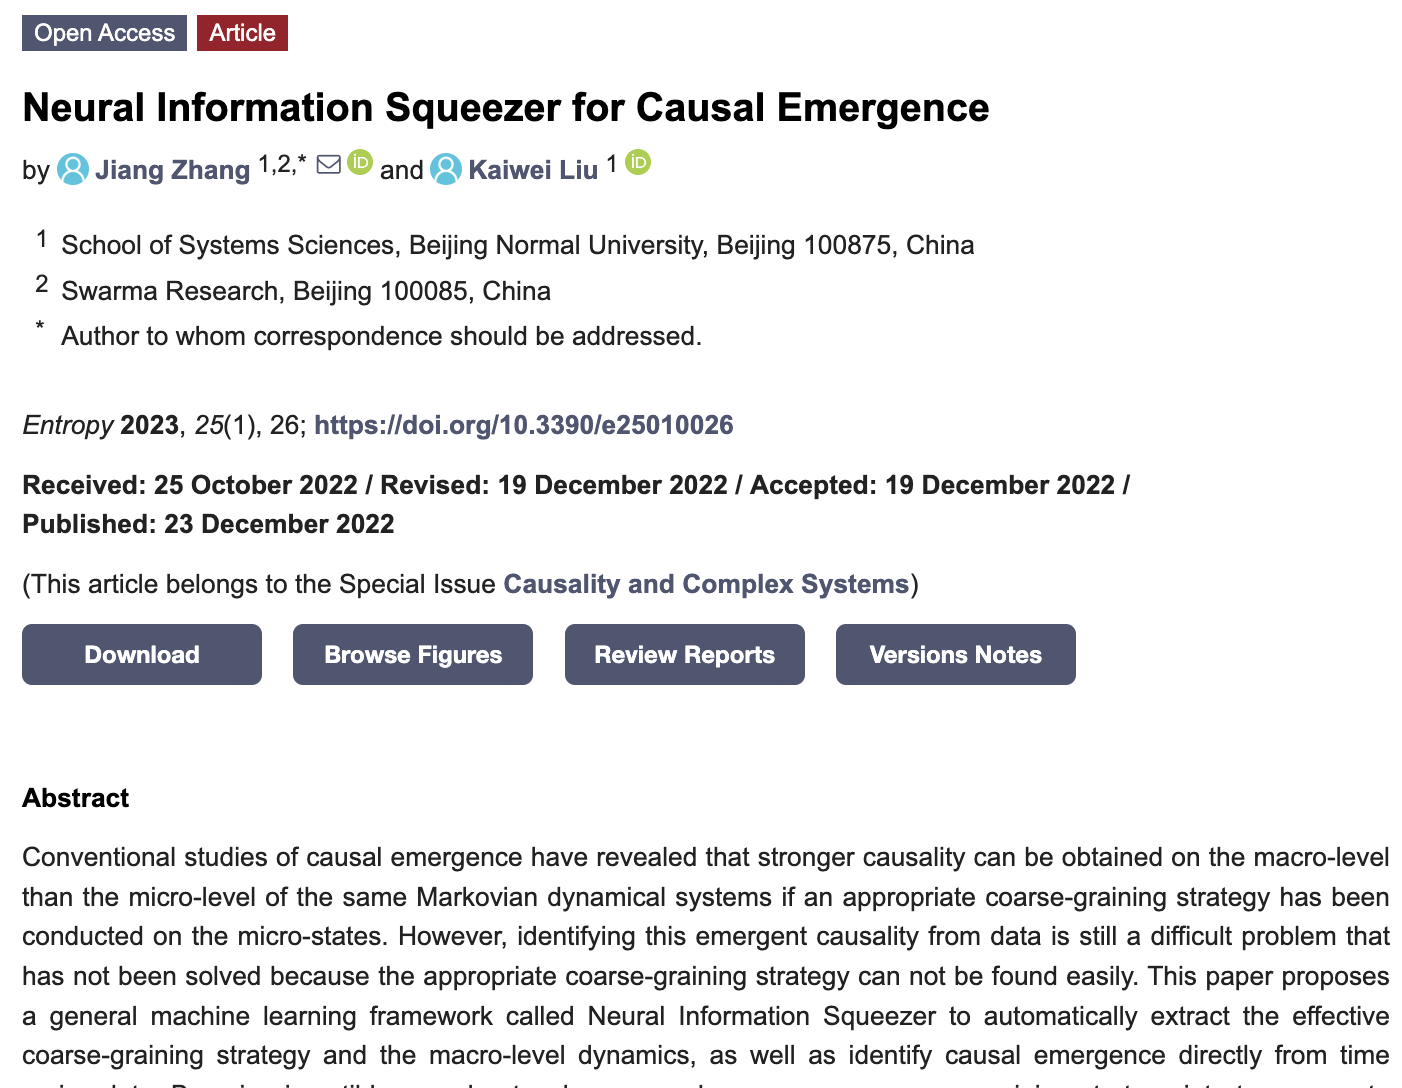 Open Access Article
Neural Information Squeezer for Causal Emergence
by Jiang Zhang 1,2,* iD and Kaiwei Liu 1 iD
1 School of Systems Sciences, Beijing Normal University, Beijing 100875, China
2 Swarma Research, Beijing 100085, China
* Author to whom correspondence should be addressed.
Entropy 2023, 25(1), 26; https://doi.org/10.3390/e25010026
Received: 25 October 2022 / Revised: 19 December 2022 / Accepted: 19 December 2022 /
Published: 23 December 2022
(This article belongs to the Special Issue Causality and Complex Systems)
Download Browse Figures Review Reports Versions Notes
Abstract
Conventional studies of causal emergence have revealed that stronger causality can be obtained on the macro-level
than the micro-level of the same Markovian dynamical systems if an appropriate coarse-graining strategy has been
conducted on the micro-states. However, identifying this emergent causality from data is still a difficult problem that
has not been solved because the appropriate coarse-graining strategy can not be found easily. This paper proposes
a general machine learning framework called Neural Information Squeezer to automatically extract the effective
coarse-graining strategy and the macro-level dynamics, as well as identify causal emergence directly from time